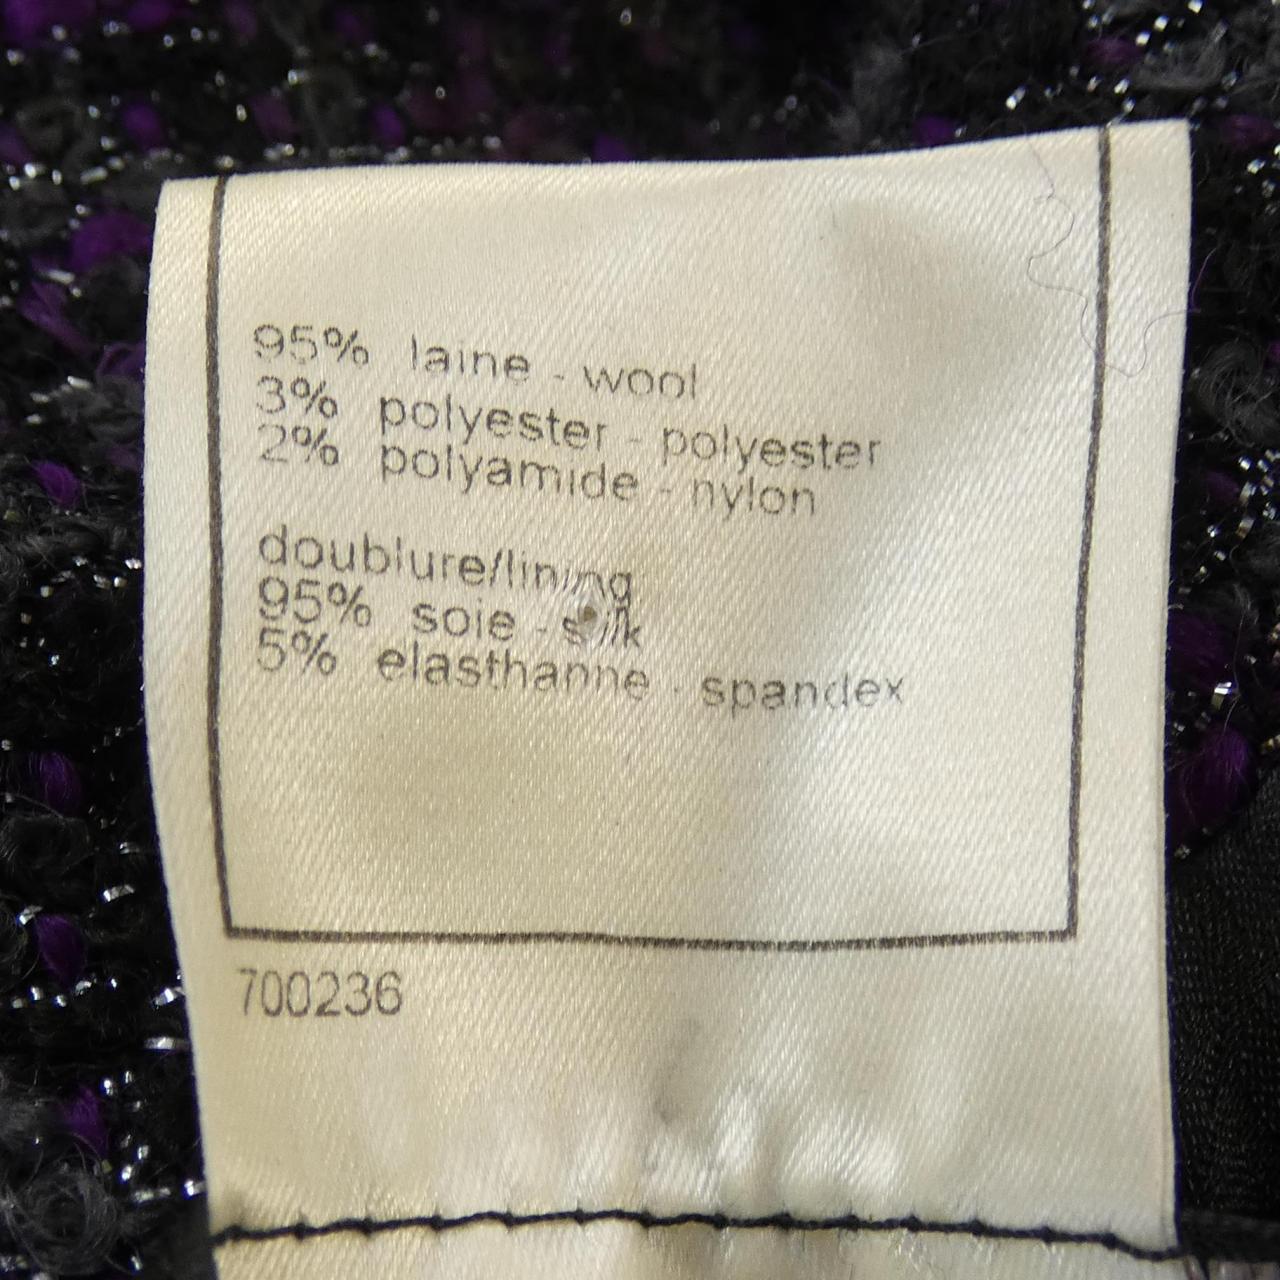 95% laine - wool
3% polyester - polyester
2% polyamide - nylon
doublure/lining
95% soie - silk
5% elasthanne - spandex
700236